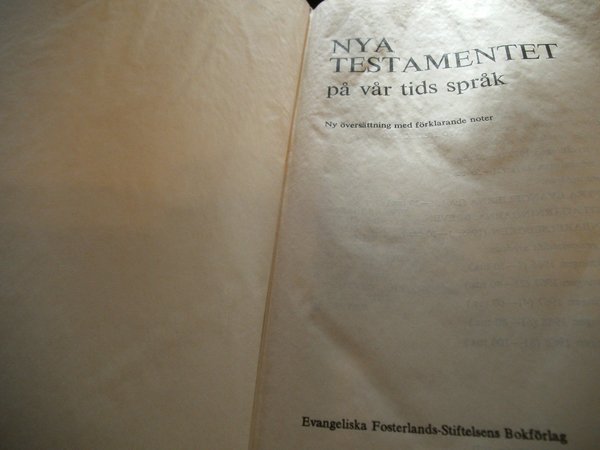 NYA
TESTAMENTET
på vår tids språk
Ny översättning med förklarande noter
Evangeliska Fosterlands-Stiftelsens Bokförlag